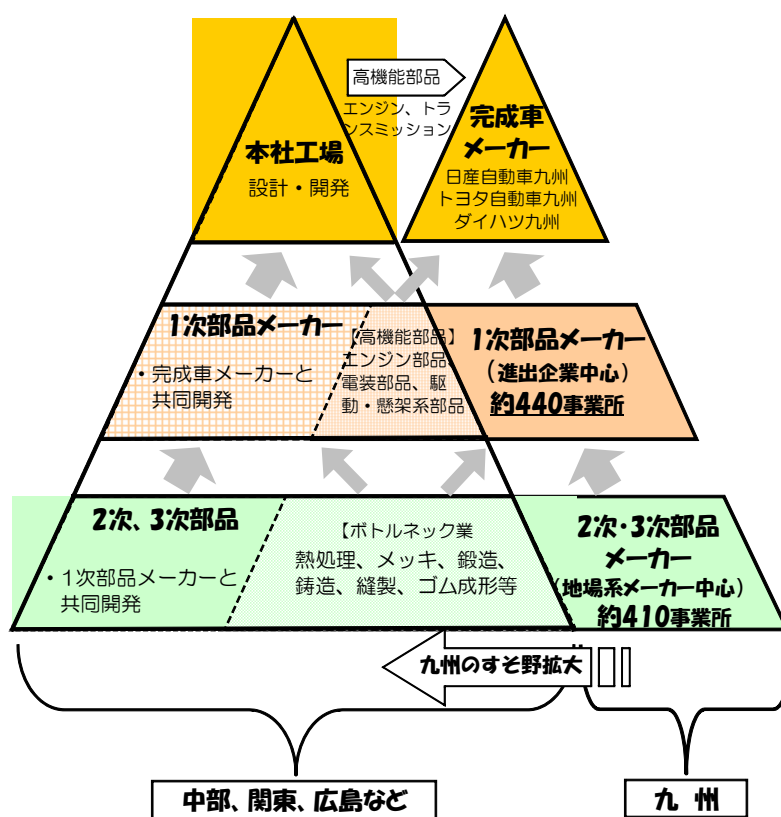 高機能部品
エンジン、トラ
ンスミッション
本社工場
設計・開発
完成車
メーカー
日産自動車九州
トヨタ自動車九州
ダイハツ九州
1次部品メーカー
・完成車メーカーと
共同開発
【高機能部品】
エンジン部品、
電装部品、駆
動・懸架系部品
1次部品メーカー
(進出企業中心)
約440事業所
2次、3次部品
・1次部品メーカーと
共同開発
【ボトルネック業
熱処理、メッキ、鍛造、
鋳造、縫製、ゴム成形等
2次・3次部品
メーカー
(地場系メーカー中心)
約410事業所
九州のすそ野拡大
中部、関東、広島など
九 州